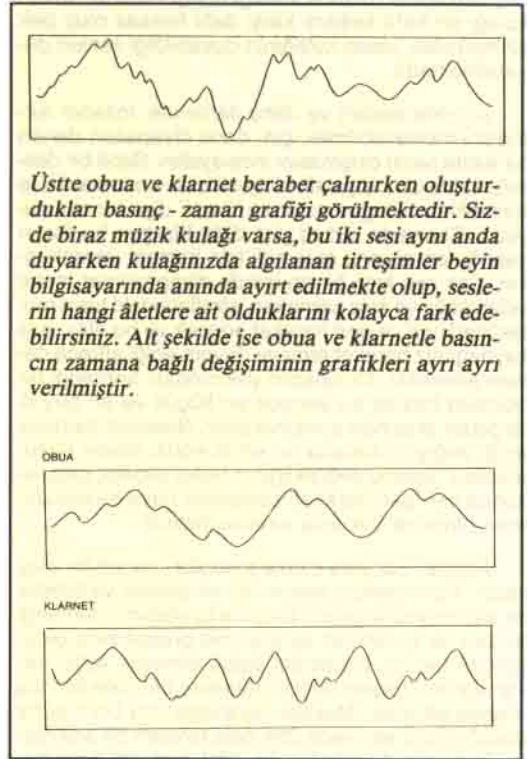 Üstte obua ve klarnet beraber çalınırken oluştur-
dukları basınç - zaman grafiği görülmektedir. Siz-
de biraz müzik kulağı varsa, bu iki sesi aynı anda
duyarken kulağınızda algılanan titreşimler beyin
bilgisayarında anında ayırt edilmekte olup, sesle-
rin hangi âletlere ait olduklarını kolayca fark ede-
bilirsiniz. Alt şekilde ise obua ve klarnetle basın-
cın zamana bağlı değişiminin grafikleri ayrı ayrı
verilmiştir.
OBUA
KLARNET